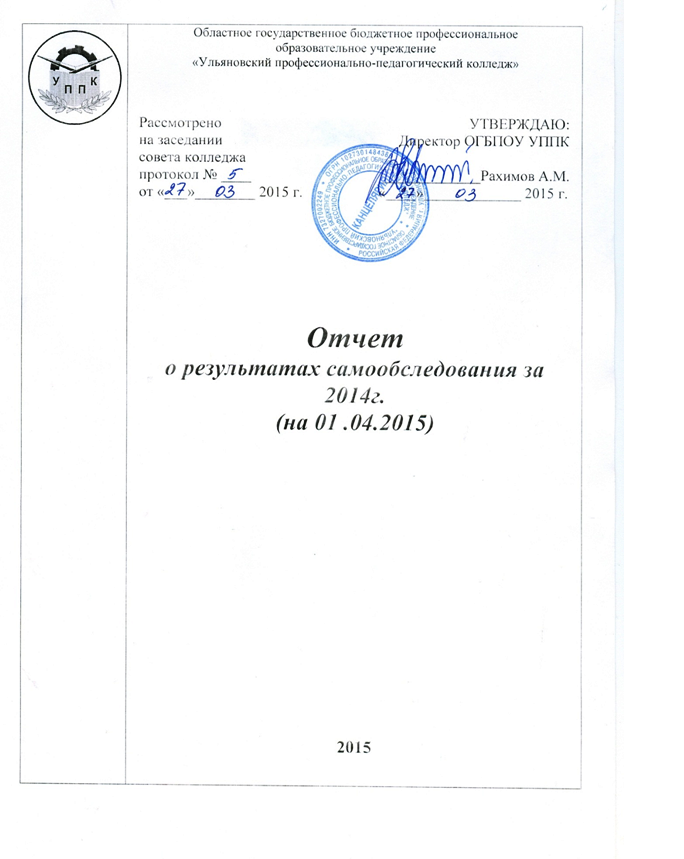 Областное государственное бюджетное профессиональное
образовательное учреждение
«Ульяновский профессионально-педагогический колледж»
УППК
Рассмотрено
на заседании
совета колледжа
протокол № 5
от «27» 03 2015 г.
УТВЕРЖДАЮ:
Директор ОГБПОУ УППК
Рахимов А.М.
«27» 03 2015 г.
КАНЦЕЛЯРИЯ
Отчет
о результатах самообследования за
2014г.
(на 01 .04.2015)
2015